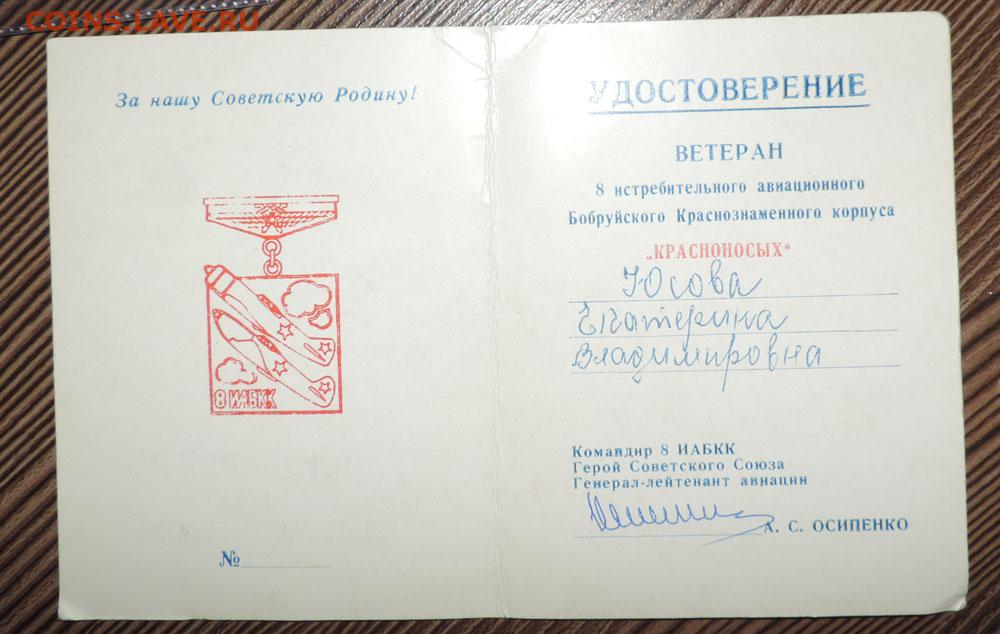 COINS.LAVE.RU
За нашу Советскую Родину!
8 ИАБКК
№
УДОСТОВЕРЕНИЕ
ВЕТЕРАН
8 истребительного авиационного
Бобруйского Краснознаменного корпуса
„КРАСНОНОСЫХ“
Юсова
Екатерина
Владимировна
Командир 8 ИАБКК
Герой Советского Союза
Генерал-лейтенант авиации
А. С. ОСИПЕНКО